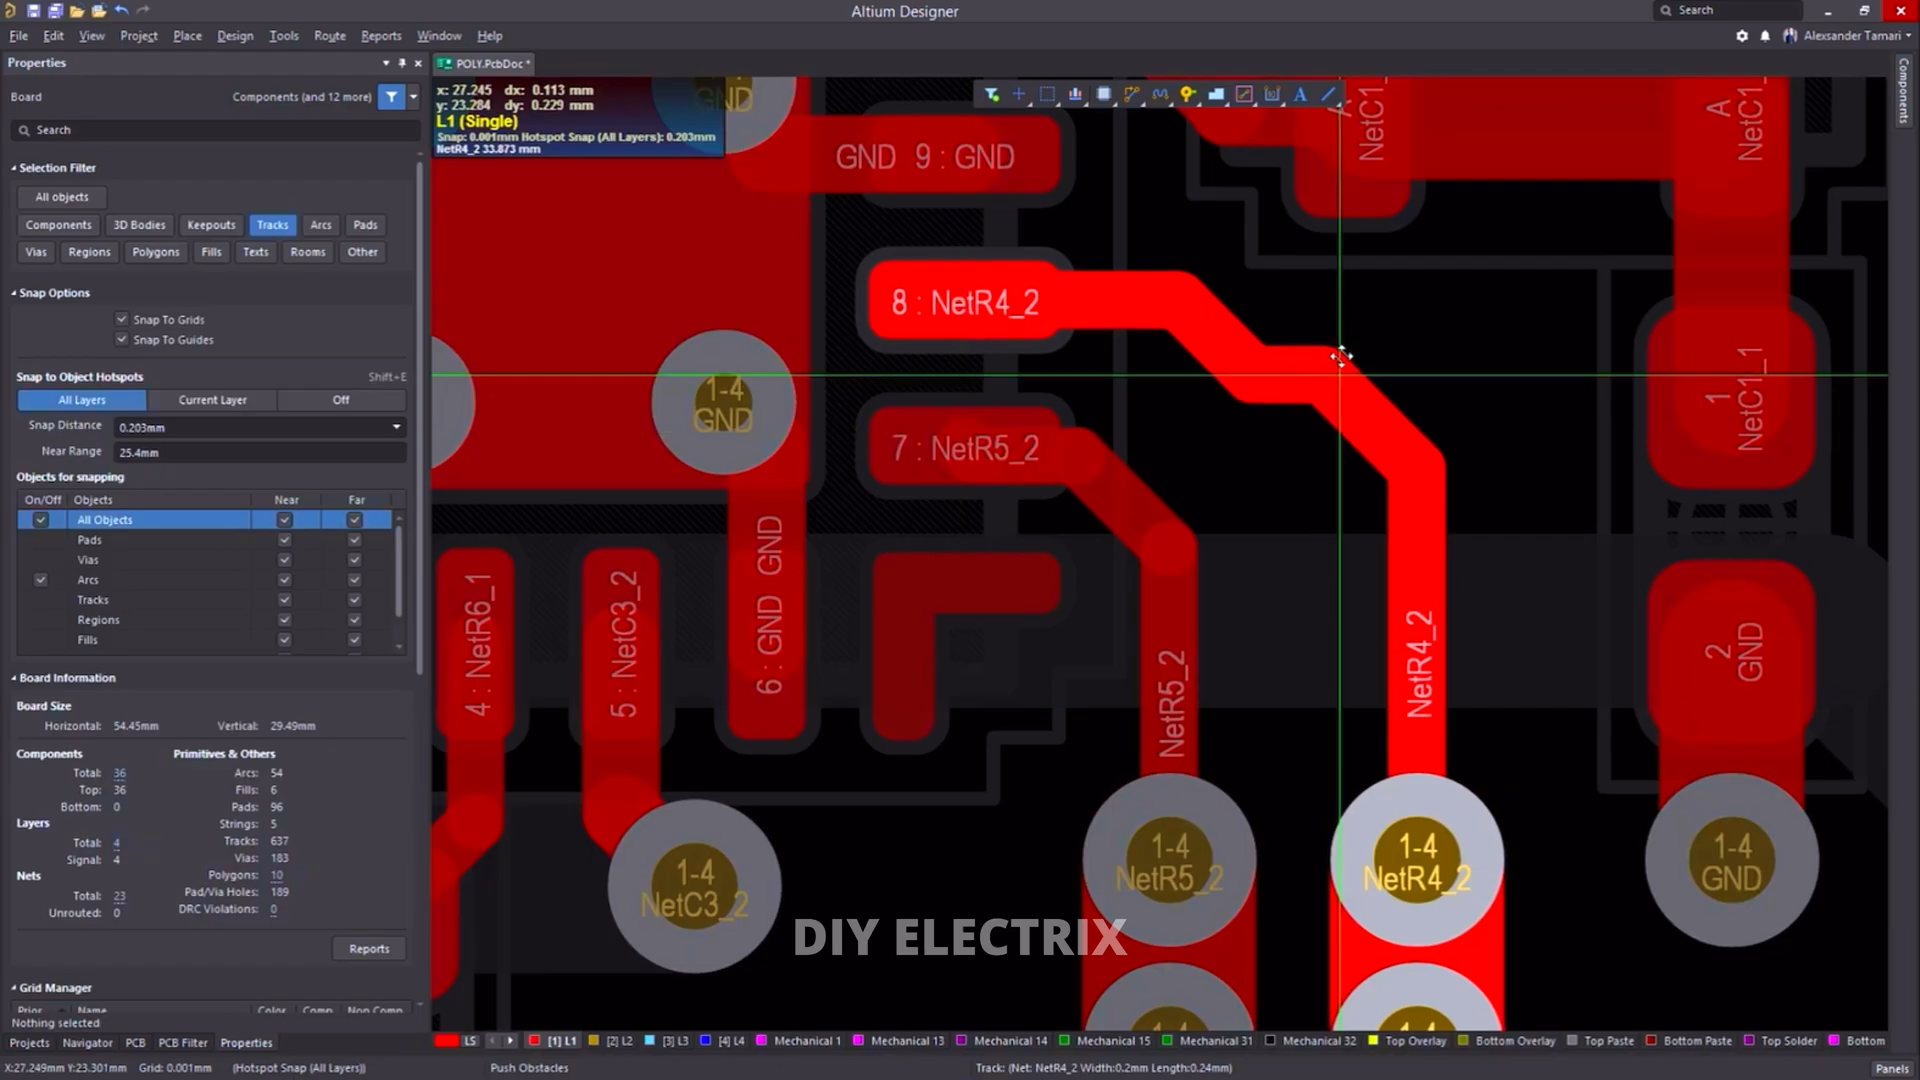 Altium Designer
Search
File Edit View Project Place Design Tools Route Reports Window Help
Alexsander Tamari
Properties
POLY.PcbDoc *
Components
Board Components (and 12 more)
Search
Selection Filter
All objects
Components 3D Bodies Keepouts Tracks Arcs Pads
Vias Regions Polygons Fills Texts Rooms Other
Snap Options
Snap To Grids
Snap To Guides
Snap to Object Hotspots Shift+E
All Layers Current Layer Off
Snap Distance 0.203mm
Near Range 25.4mm
Objects for snapping
On/Off Objects Near Far
All Objects
Pads
Vias
Arcs
Tracks
Regions
Fills
Board Information
Board Size
Horizontal: 54.45mm Vertical: 29.49mm
Components Primitives & Others
Total: 36 Arcs: 54
Top: 36 Fills: 6
Bottom: 0 Pads: 96
Layers Strings: 5
Total: 4 Tracks: 637
Signal: 4 Vias: 183
Nets Polygons: 10
Total: 23 Pad/Via Holes: 189
Unrouted: 0 DRC Violations: 0
Reports
Grid Manager
Prior Name Color Comp Non Comp
Nothing selected
Projects Navigator PCB PCB Filter Properties
x: 27.245 dx: 0.113 mm
y: 23.284 dy: 0.229 mm
L1 (Single)
Snap: 0.001mm Hotspot Snap (All Layers): 0.203mm
NetR4_2 33.873 mm
GND
GND 9 : GND
A
NetC1_
A
NetC1_
8 : NetR4_2
1-4
GND
7 : NetR5_2
1
NetC1_1
4 : NetR6_1
5 : NetC3_2
6 : GND GND
NetR5_2
NetR4_2
2
GND
1-4
NetC3_2
1-4
NetR5_2
1-4
NetR4_2
1-4
GND
DIY ELECTRIX
1-4
1-4
LS [1] L1 [2] L2 [3] L3 [4] L4 Mechanical 1 Mechanical 13 Mechanical 14 Mechanical 15 Mechanical 31 Mechanical 32 Top Overlay Bottom Overlay Top Paste Bottom Paste Top Solder Bottom
X:27.249mm Y:23.301mm Grid: 0.001mm (Hotspot Snap (All Layers)) Push Obstacles Track: (Net: NetR4_2 Width:0.2mm Length:0.24mm) Panels